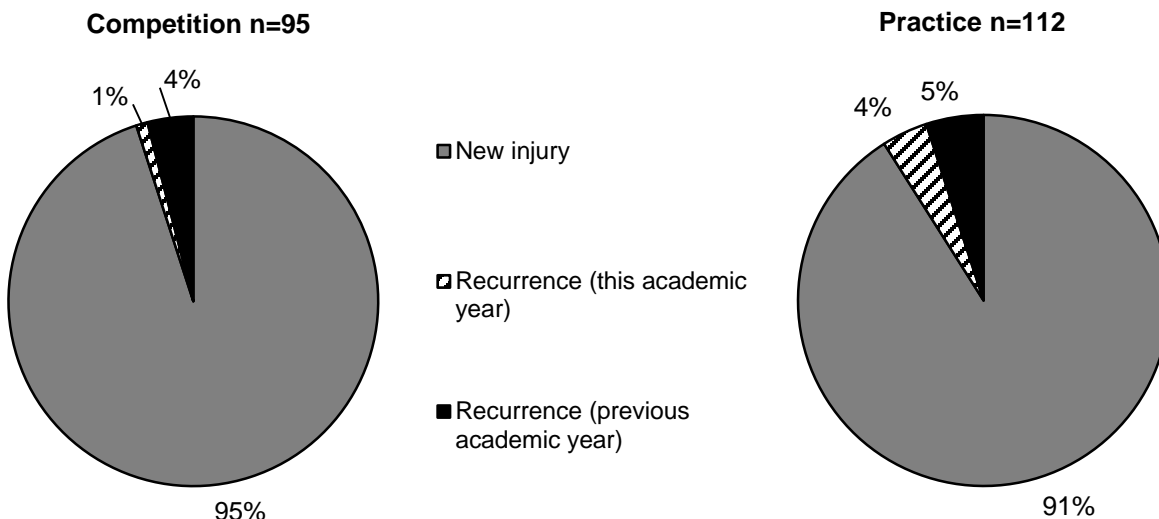 Competition n=95
1%
4%
95%
New injury
Recurrence (this academic
year)
Recurrence (previous
academic year)
Practice n=112
4%
5%
91%